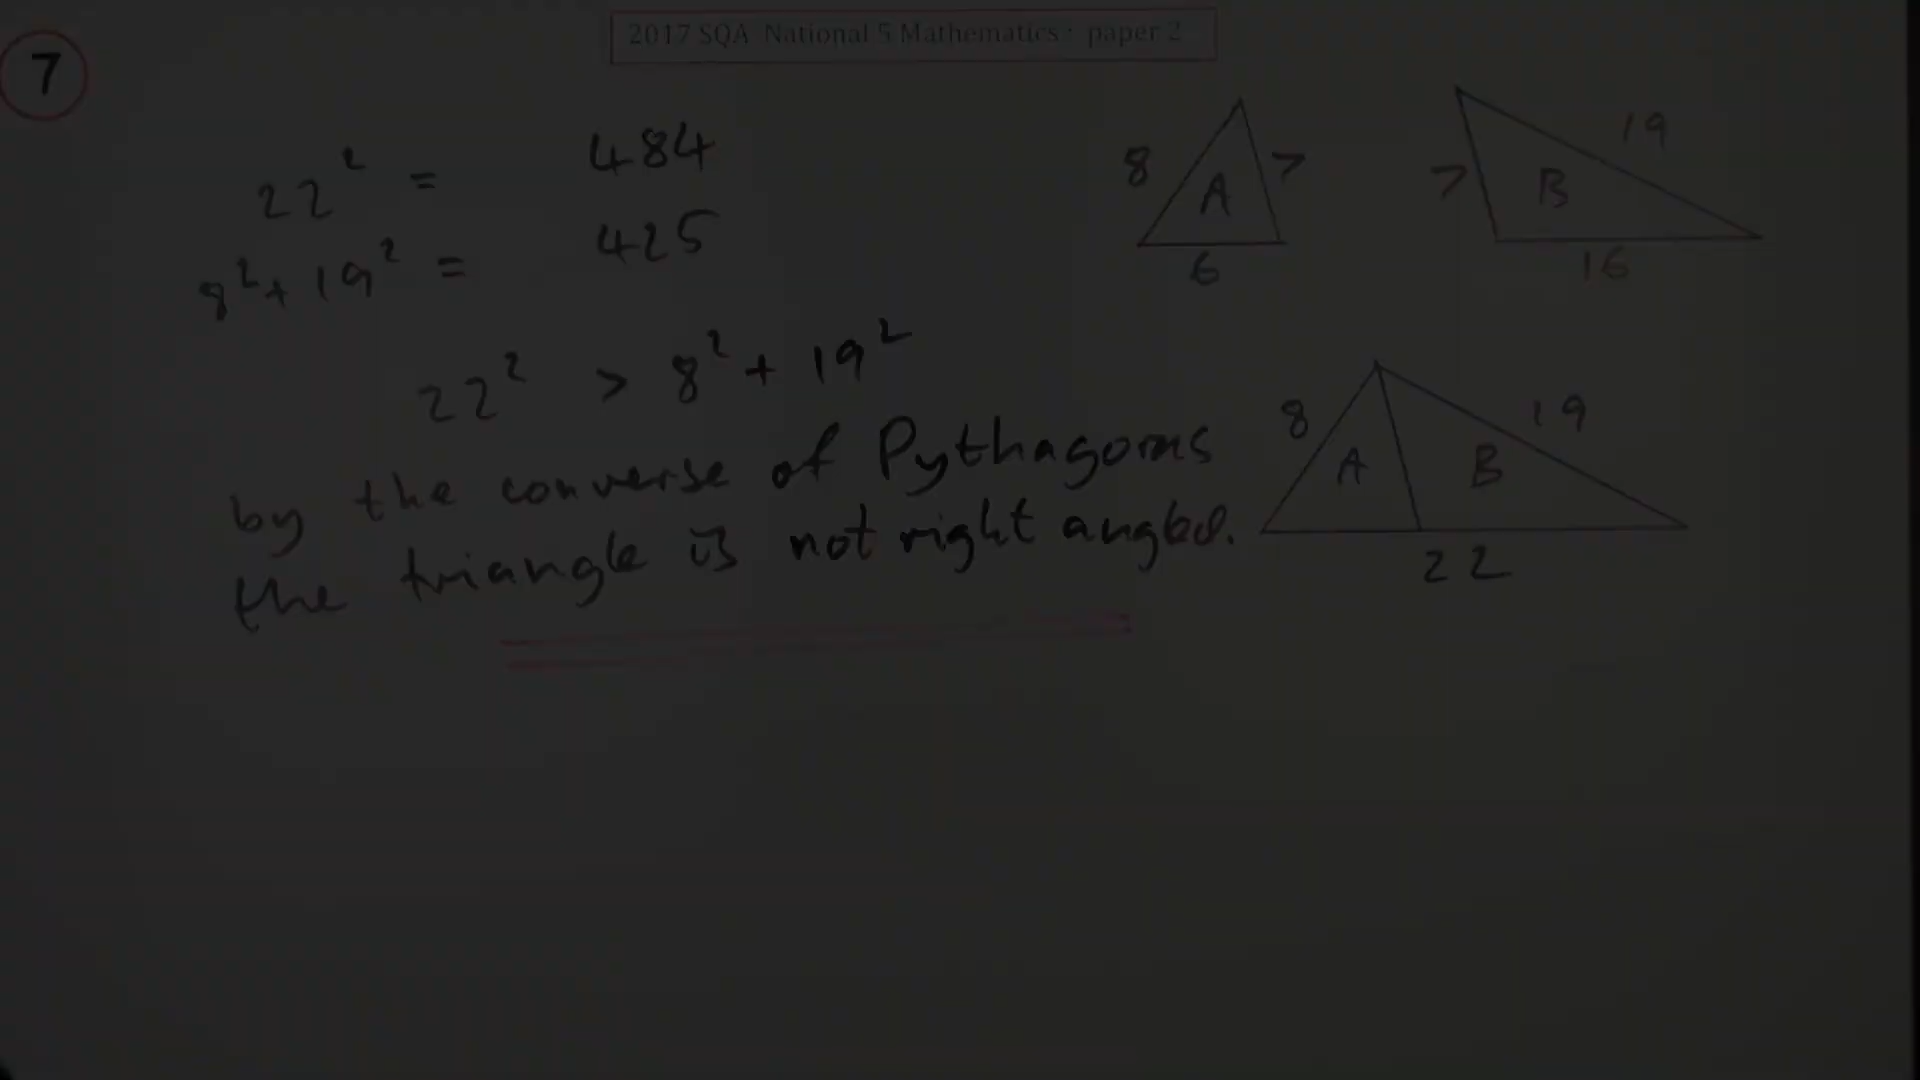 2017 SQA National 5 Mathematics : paper 2
7
22² = 484
8² + 19² = 425
22² > 8² + 19²
by the converse of Pythagoras
the triangle is not right angled.
8 A 7
6
7 B 19
16
8 A B 19
22